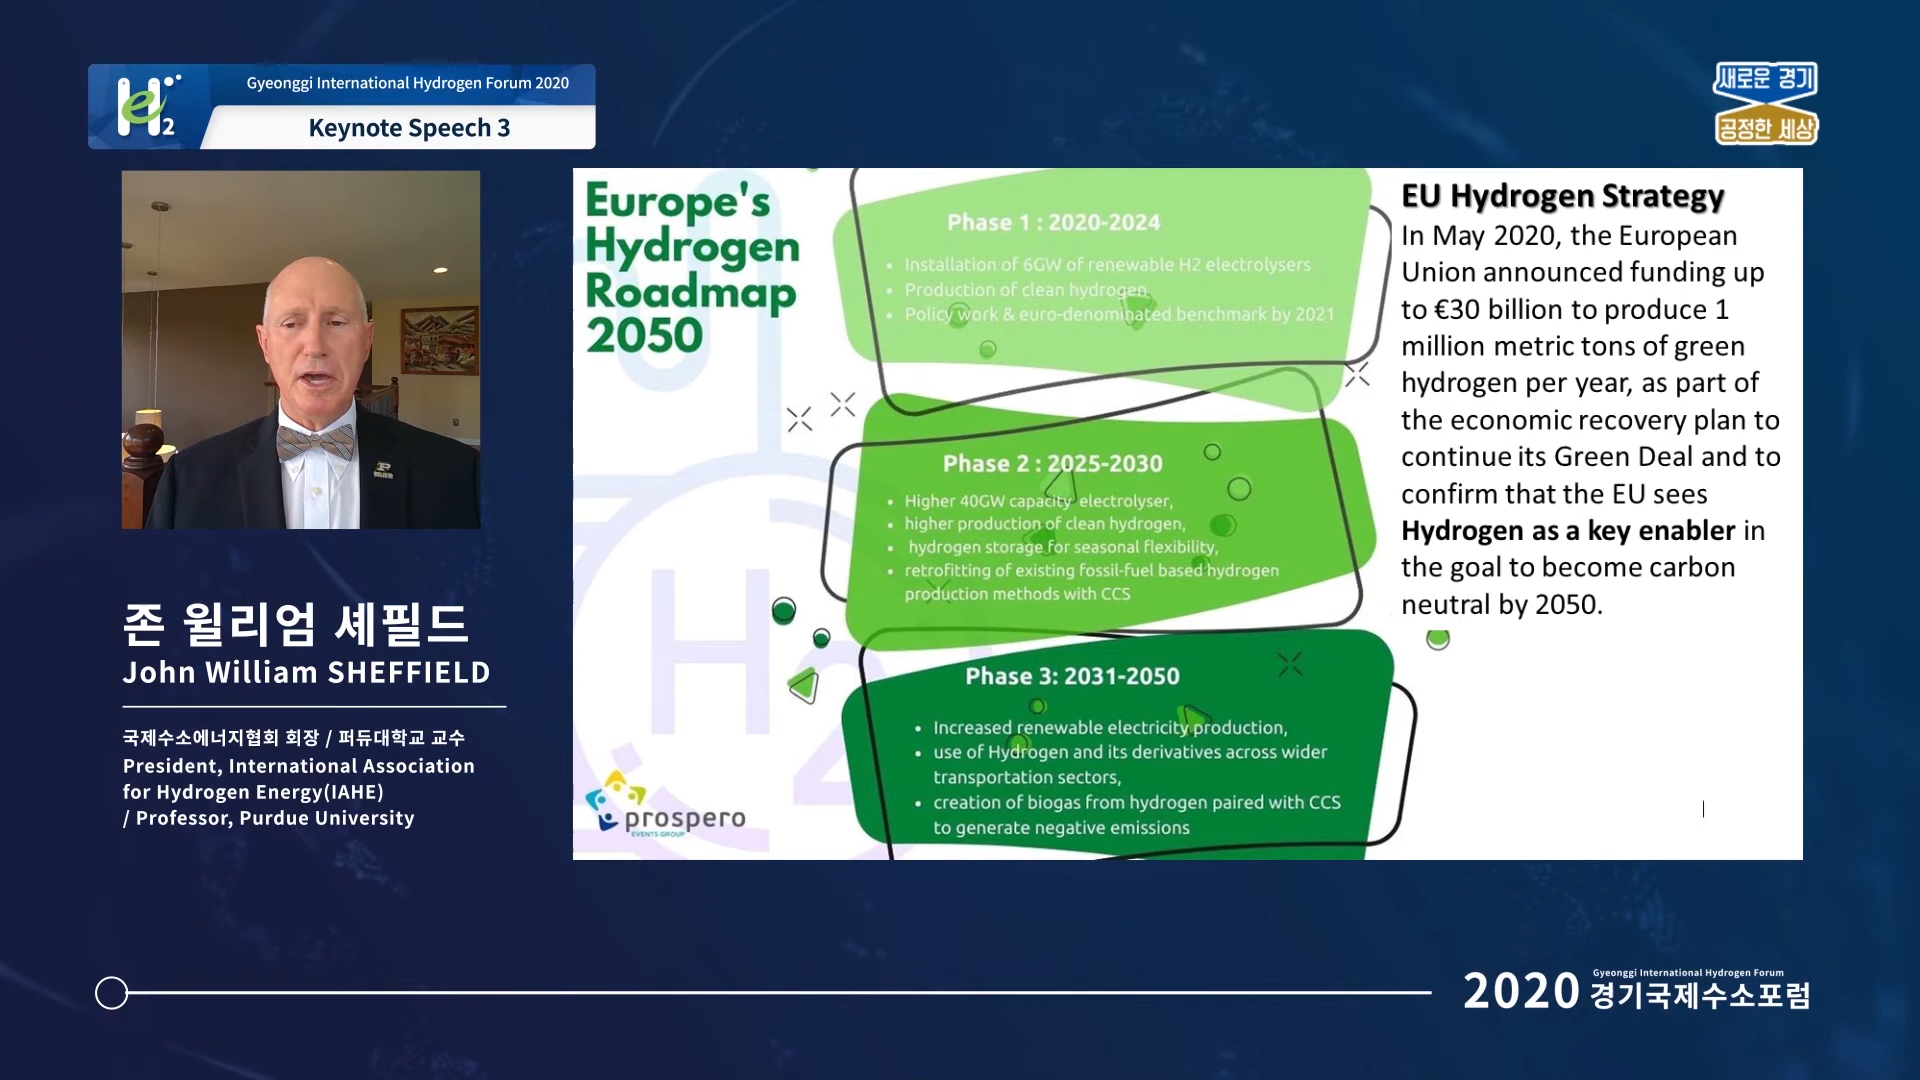 H2
e
Gyeonggi International Hydrogen Forum 2020
Keynote Speech 3
새로운 경기
공정한 세상
존 윌리엄 셰필드
John William SHEFFIELD
국제수소에너지협회 회장 / 퍼듀대학교 교수
President, International Association
for Hydrogen Energy(IAHE)
/ Professor, Purdue University
Europe's
Hydrogen
Roadmap
2050
H2
prospero
EVENTS GROUP
Phase 1 : 2020-2024
• Installation of 6GW of renewable H2 electrolysers
• Production of clean hydrogen
• Policy work & euro-denominated benchmark by 2021
Phase 2 : 2025-2030
• Higher 40GW capacity electrolyser,
• higher production of clean hydrogen,
• hydrogen storage for seasonal flexibility,
• retrofitting of existing fossil-fuel based hydrogen
production methods with CCS
Phase 3: 2031-2050
• Increased renewable electricity production,
• use of Hydrogen and its derivatives across wider
transportation sectors,
• creation of biogas from hydrogen paired with CCS
to generate negative emissions
EU Hydrogen Strategy
In May 2020, the European
Union announced funding up
to €30 billion to produce 1
million metric tons of green
hydrogen per year, as part of
the economic recovery plan to
continue its Green Deal and to
confirm that the EU sees
Hydrogen as a key enabler in
the goal to become carbon
neutral by 2050.
2020
Gyeonggi International Hydrogen Forum
경기국제수소포럼